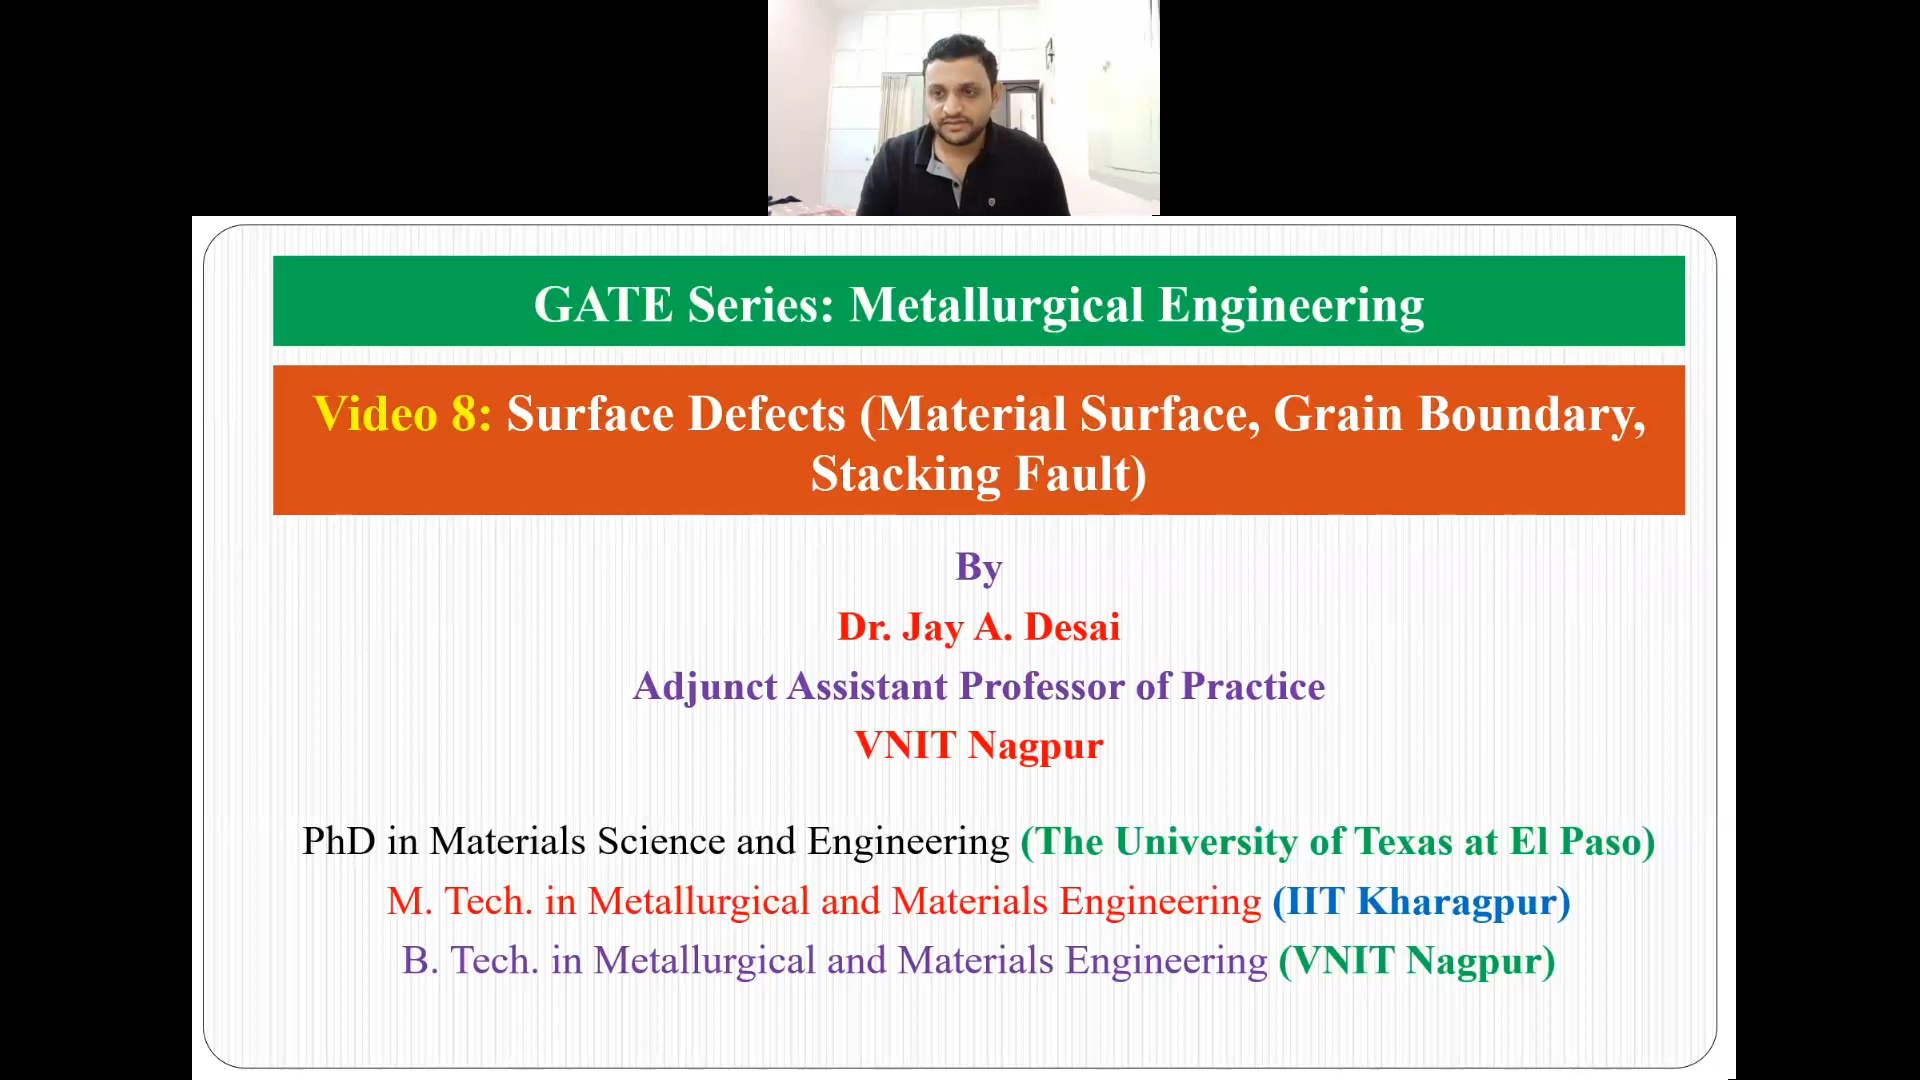 GATE Series: Metallurgical Engineering
Video 8: Surface Defects (Material Surface, Grain Boundary,
Stacking Fault)
By
Dr. Jay A. Desai
Adjunct Assistant Professor of Practice
VNIT Nagpur
PhD in Materials Science and Engineering (The University of Texas at El Paso)
M. Tech. in Metallurgical and Materials Engineering (IIT Kharagpur)
B. Tech. in Metallurgical and Materials Engineering (VNIT Nagpur)